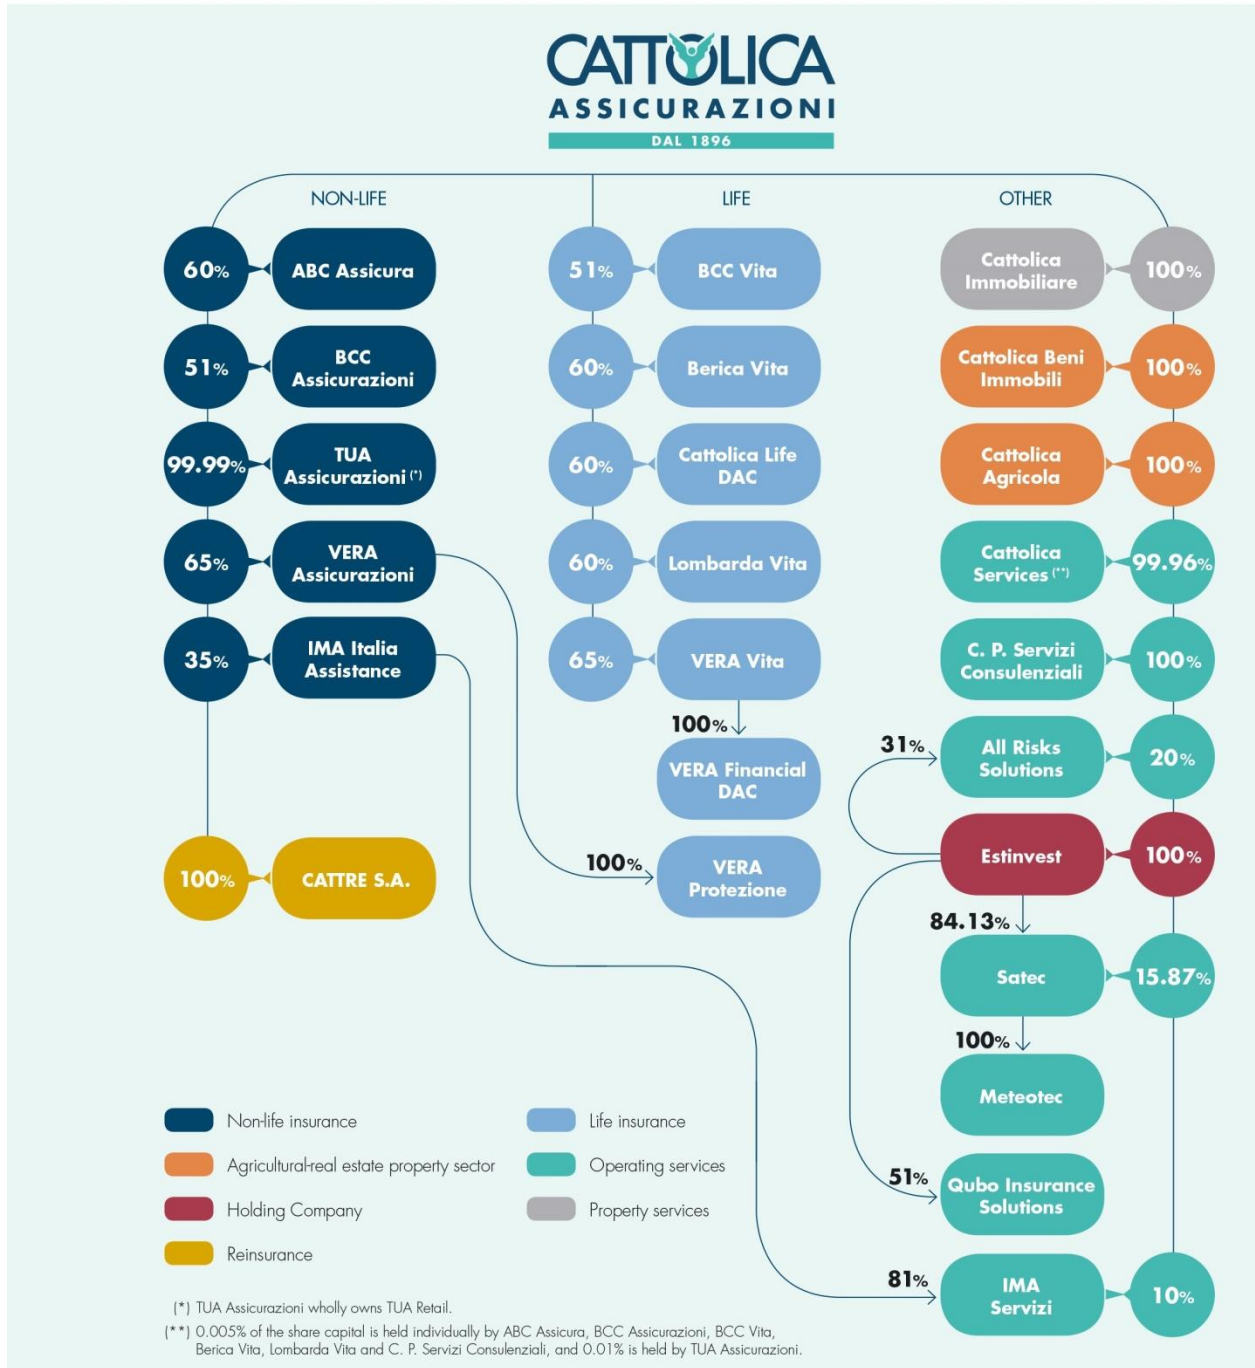 CATTOLICA
ASSICURAZIONI
DAL 1896
NON-LIFE
LIFE
OTHER
60%
ABC Assicura
51%
BCC
Assicurazioni
99.99%
TUA
Assicurazioni (*)
65%
VERA
Assicurazioni
35%
IMA Italia
Assistance
100%
CATTRE S.A.
51%
BCC Vita
60%
Berica Vita
60%
Cattolica Life
DAC
60%
Lombarda Vita
65%
VERA Vita
100%
VERA Financial
DAC
100%
VERA
Protezione
Cattolica
Immobiliare
100%
Cattolica Beni
Immobili
100%
Cattolica
Agricola
100%
Cattolica
Services (**)
99.96%
C. P. Servizi
Consulenziali
100%
31%
All Risks
Solutions
20%
Estinvest
100%
84.13%
Satec
15.87%
100%
Meteotec
51%
Qubo Insurance
Solutions
81%
IMA
Servizi
10%
Non-life insurance
Life insurance
Agricultural-real estate property sector
Operating services
Holding Company
Property services
Reinsurance
(*) TUA Assicurazioni wholly owns TUA Retail.
(**) 0.005% of the share capital is held individually by ABC Assicura, BCC Assicurazioni, BCC Vita,
Berica Vita, Lombarda Vita and C. P. Servizi Consulenziali, and 0.01% is held by TUA Assicurazioni.